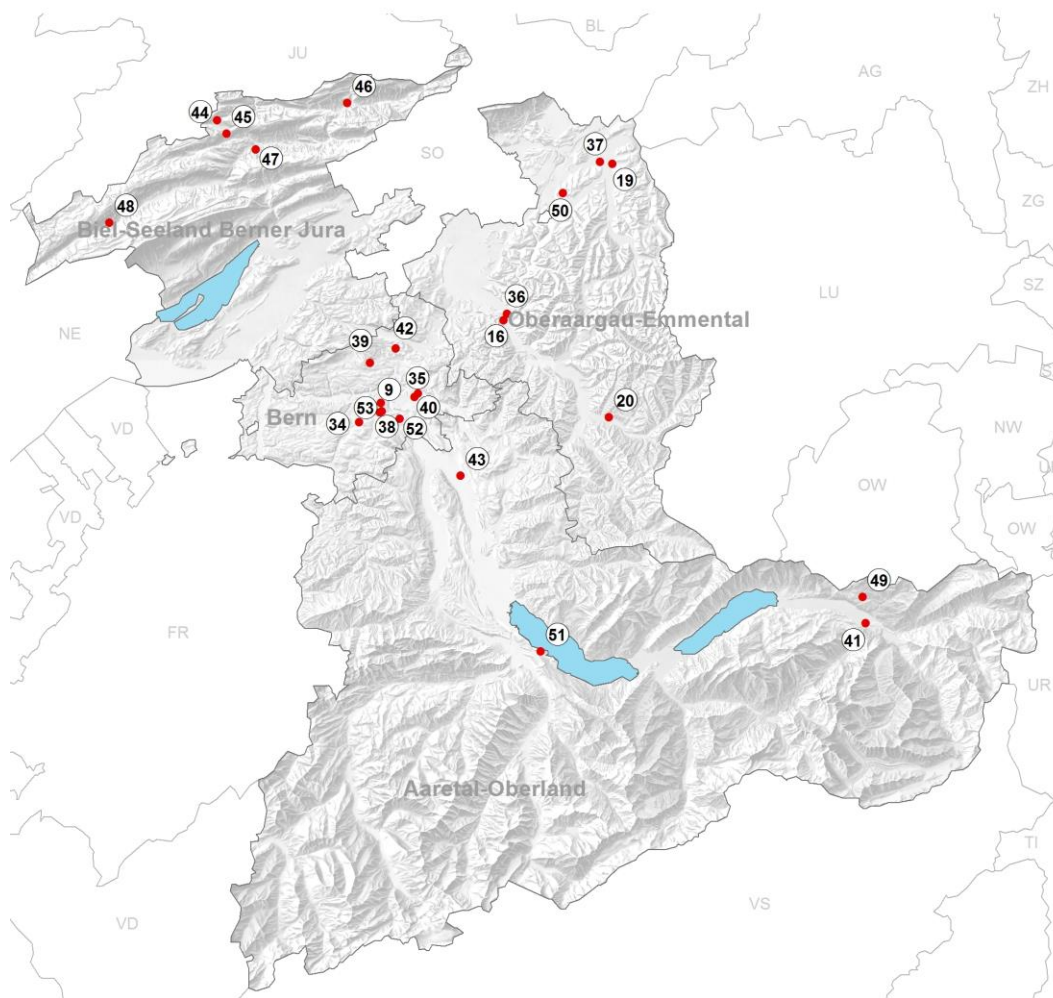 BL
JU
AG
ZH
46
44
45
37
47
SO
19
50
ZG
48
Biel-Seeland Berner Jura
LU
SZ
36
Oberaargau-Emmental
16
NE
42
39
35
9
20
Bern
53
40
VD
34
38
52
NW
43
OW
VD
OW
49
FR
51
41
UR
Aaretal-Oberland
TI
VS
VD